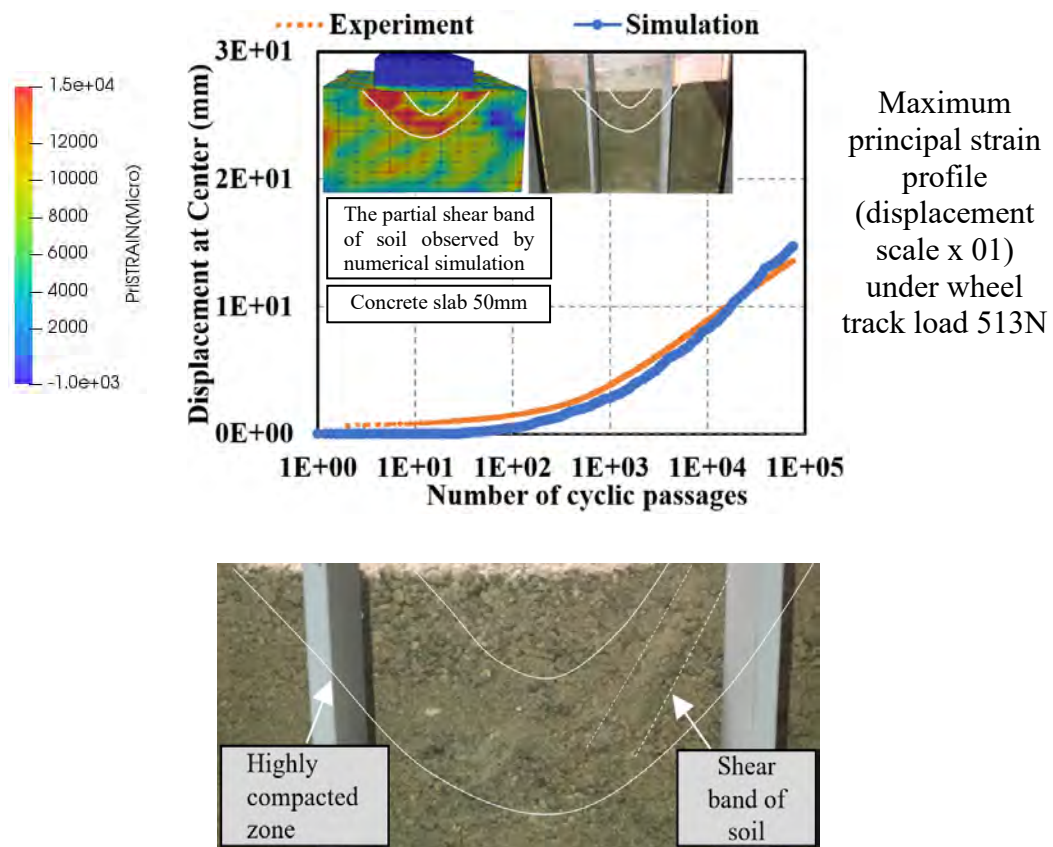 Experiment Simulation
Displacement at Center (mm)
3E+01
2E+01
1E+01
0E+00
1E+00 1E+01 1E+02 1E+03 1E+04 1E+05
Number of cyclic passages
The partial shear band
of soil observed by
numerical simulation
Concrete slab 50mm
1.5e+04
12000
10000
8000
6000
4000
2000
-1.0e+03
PriSTRAIN(Micro)
Maximum
principal strain
profile
(displacement
scale x 01)
under wheel
track load 513N
Highly
compacted
zone
Shear
band of
soil